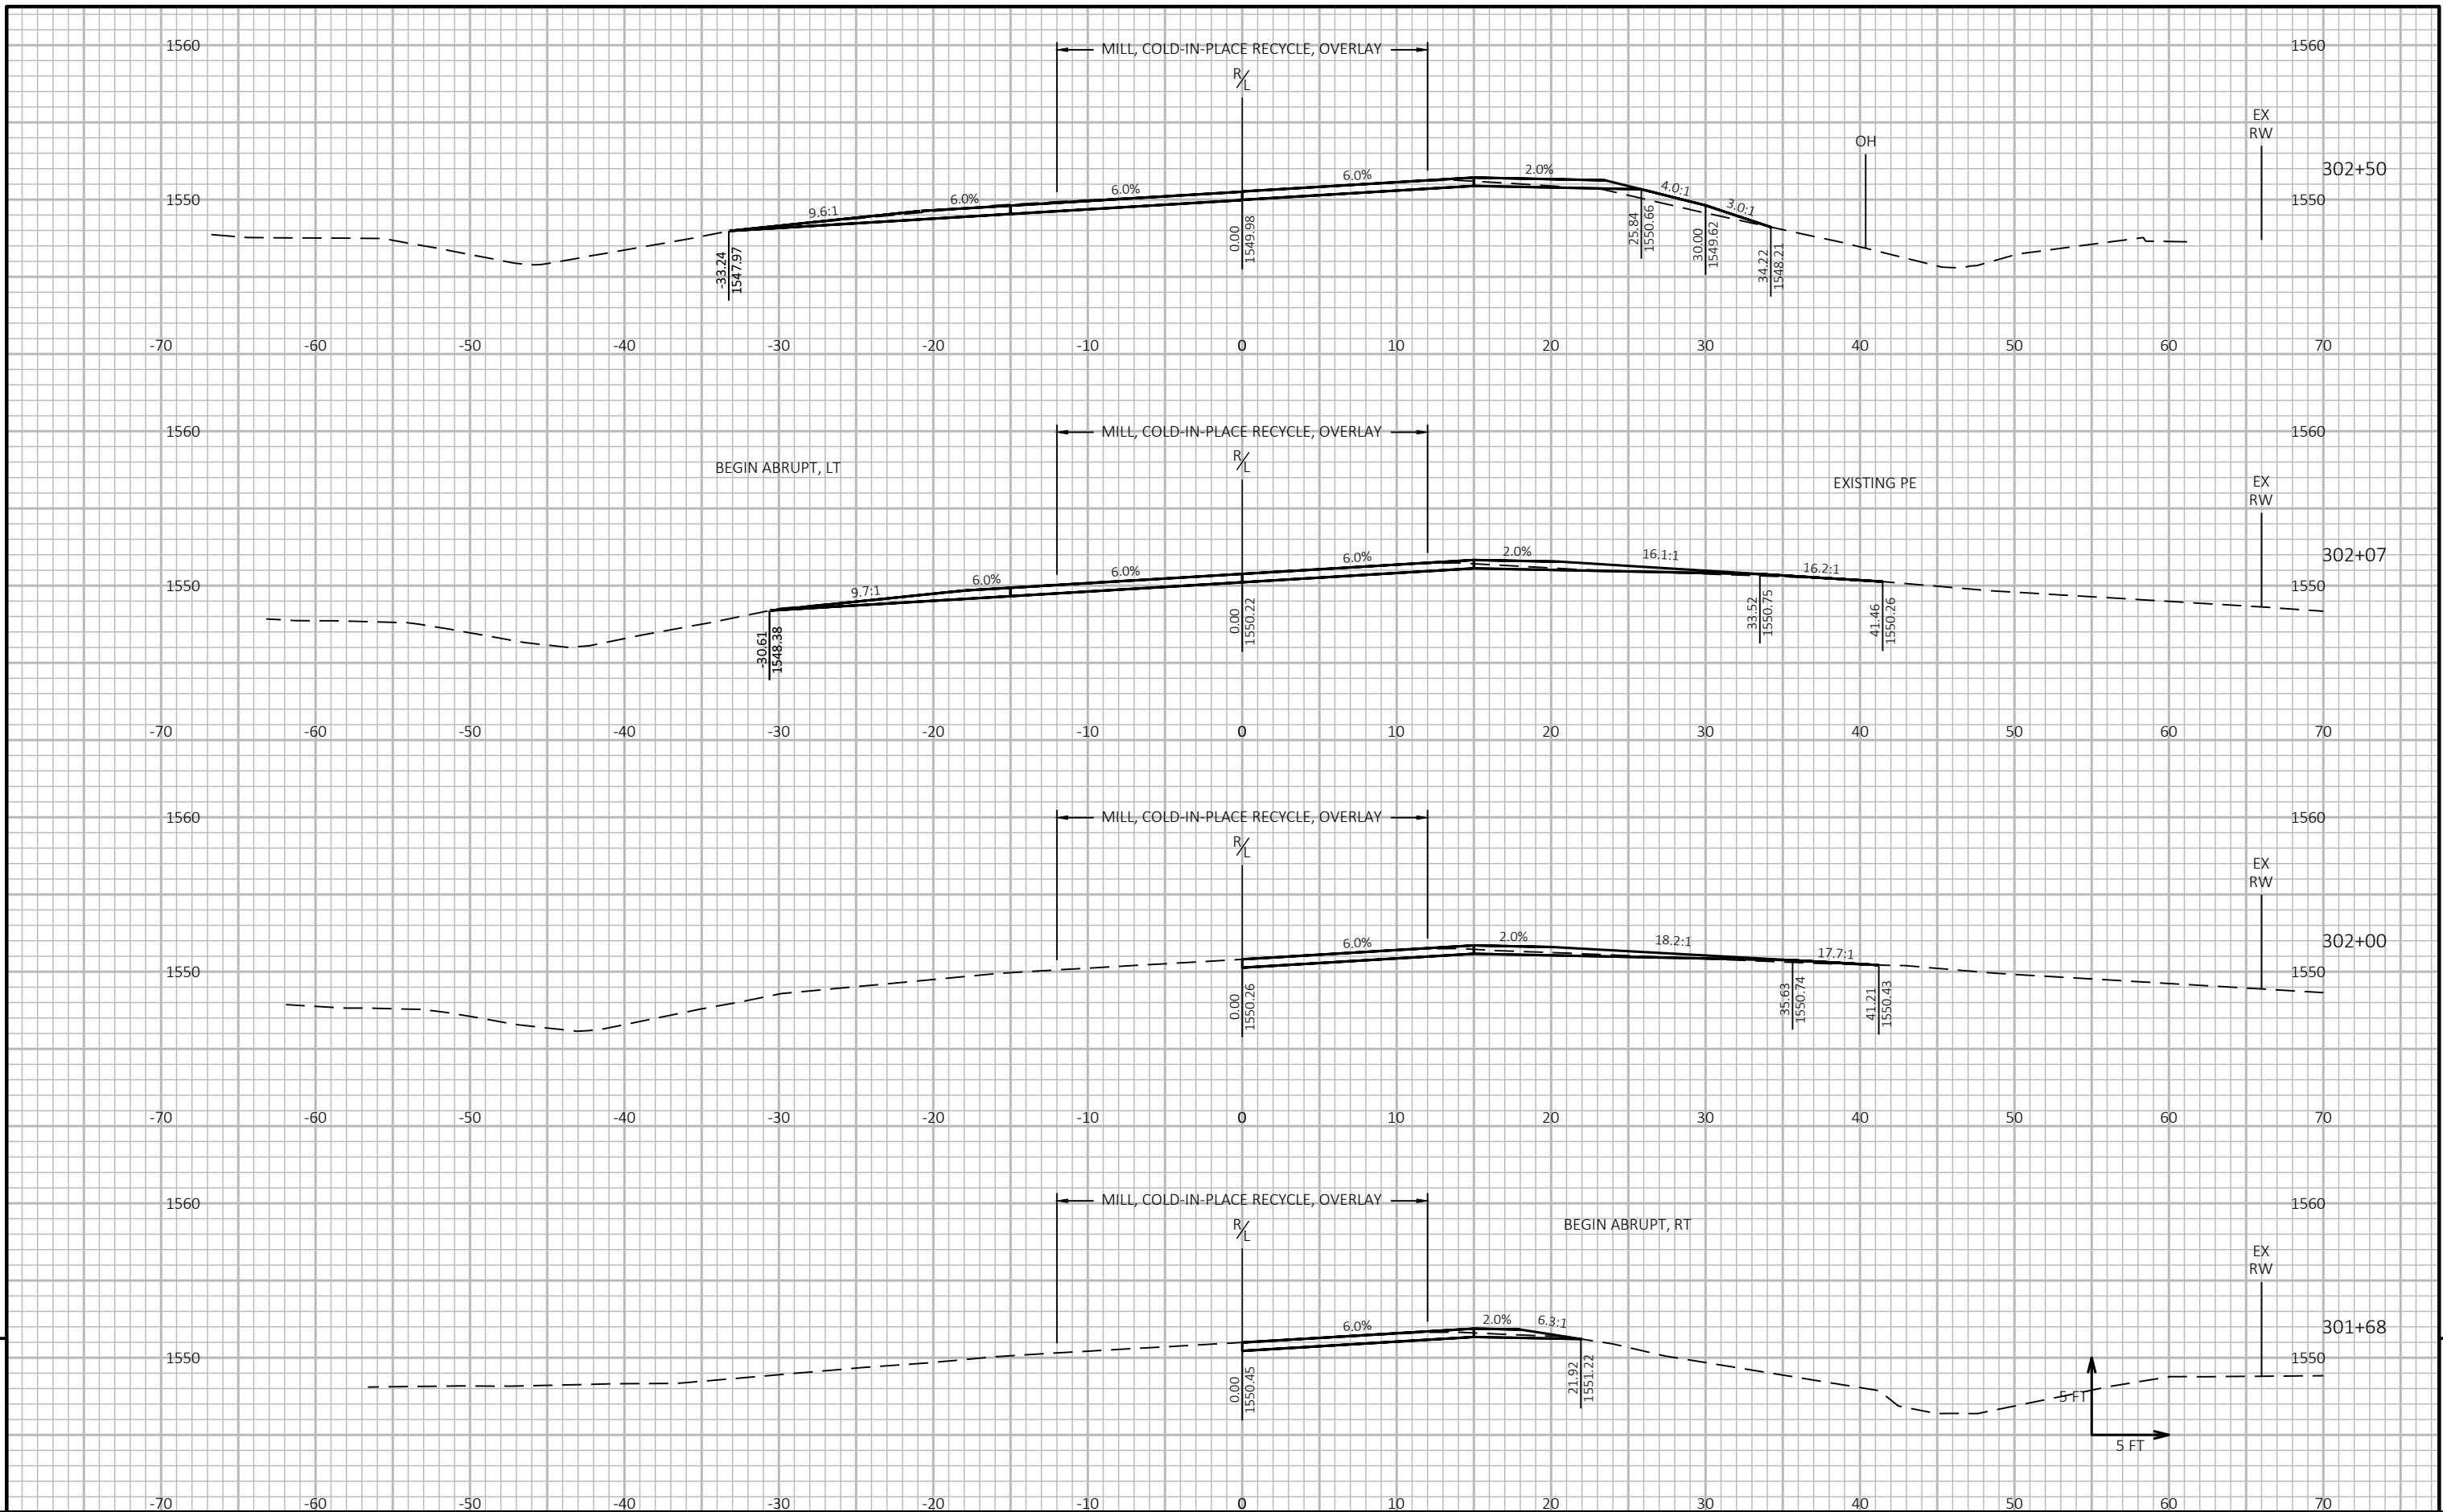 1560
MILL, COLD-IN-PLACE RECYCLE, OVERLAY
1560
R/L
EX
RW
OH
302+50
1550
9.6:1
6.0%
6.0%
6.0%
2.0%
4.0:1
3.0:1
1550
-33.24
1547.97
0.00
1549.98
25.84
1550.66
30.00
1549.62
34.22
1548.21
-70 -60 -50 -40 -30 -20 -10 0 10 20 30 40 50 60 70
1560
MILL, COLD-IN-PLACE RECYCLE, OVERLAY
1560
BEGIN ABRUPT, LT
R/L
EXISTING PE
EX
RW
302+07
1550
9.7:1
6.0%
6.0%
6.0%
2.0%
16.1:1
16.2:1
1550
-30.61
1548.38
0.00
1550.22
33.52
1550.75
41.46
1550.26
-70 -60 -50 -40 -30 -20 -10 0 10 20 30 40 50 60 70
1560
MILL, COLD-IN-PLACE RECYCLE, OVERLAY
1560
R/L
EX
RW
302+00
1550
6.0%
2.0%
18.2:1
17.7:1
1550
0.00
1550.26
35.63
1550.74
41.21
1550.43
-70 -60 -50 -40 -30 -20 -10 0 10 20 30 40 50 60 70
1560
MILL, COLD-IN-PLACE RECYCLE, OVERLAY
1560
R/L
BEGIN ABRUPT, RT
EX
RW
301+68
1550
6.0%
2.0%
6.3:1
1550
0.00
1550.45
21.92
1551.22
5 FT
5 FT
-70 -60 -50 -40 -30 -20 -10 0 10 20 30 40 50 60 70